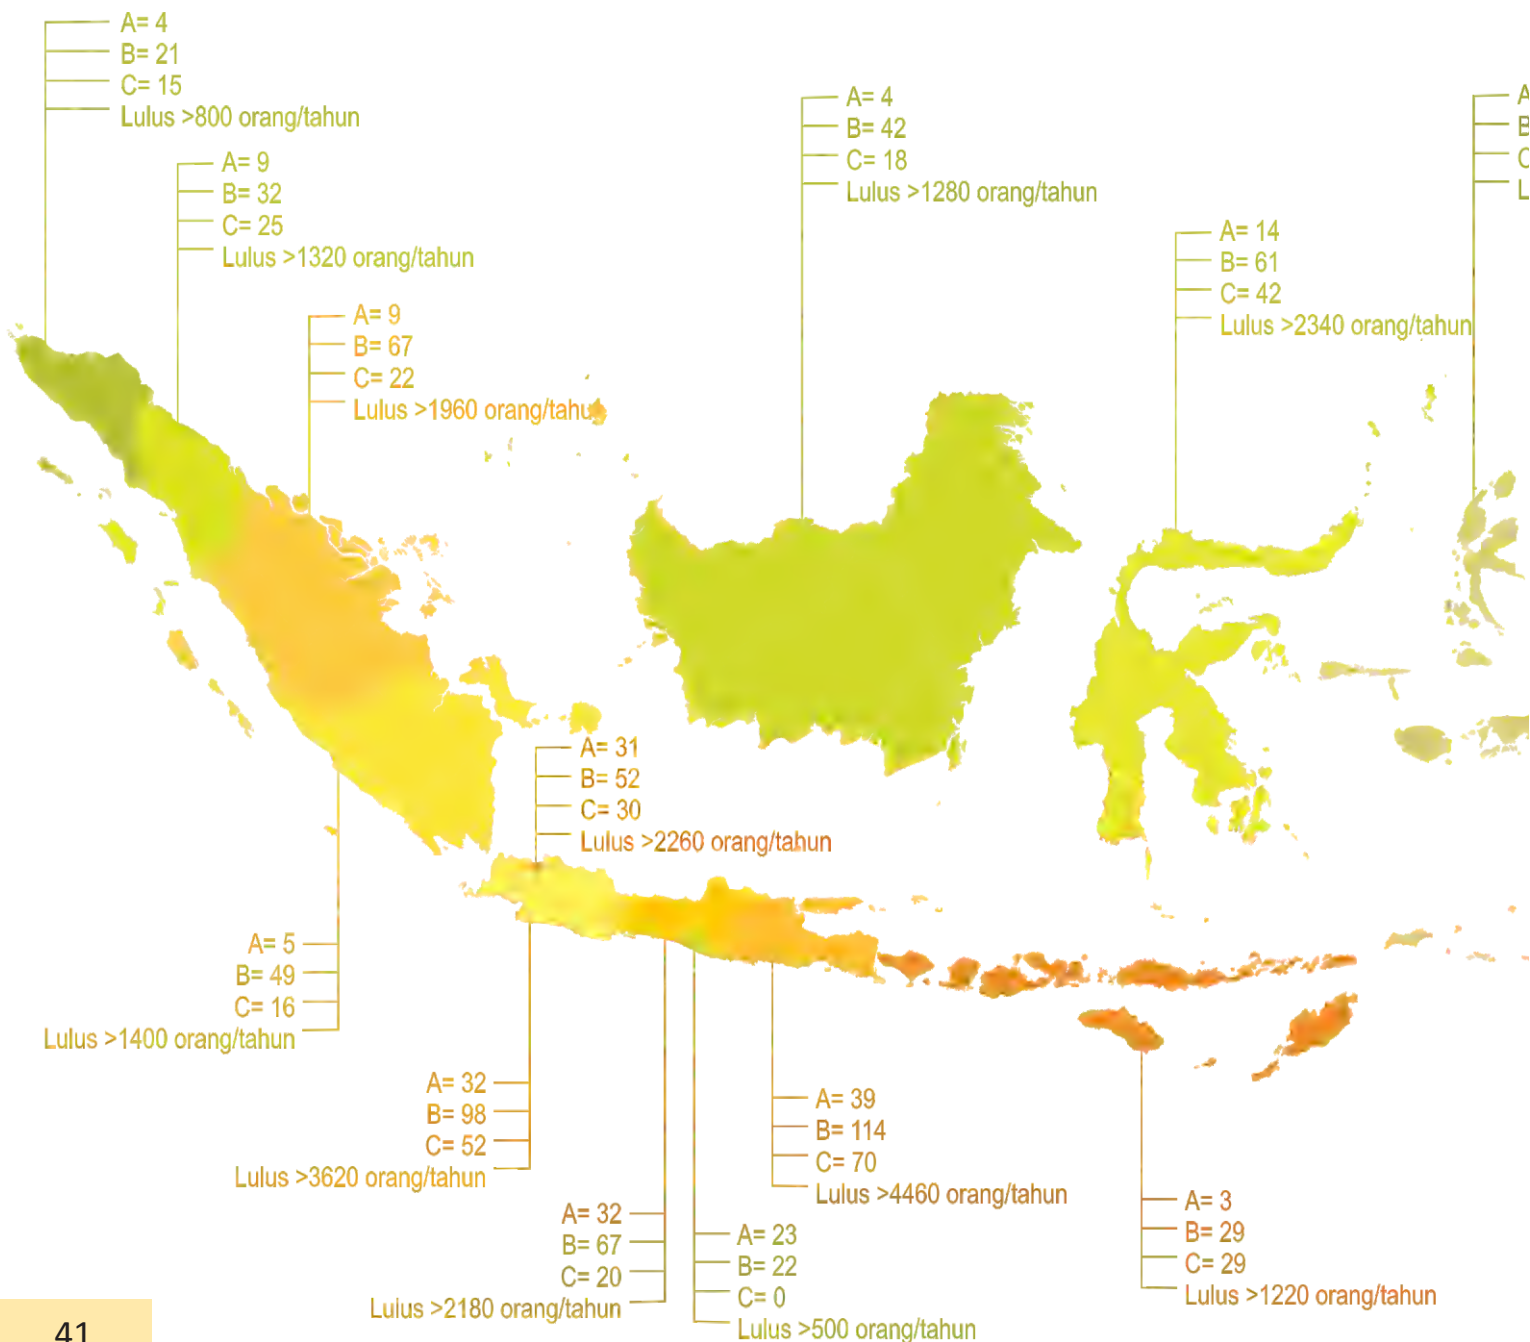 A= 4
B= 21
C= 15
Lulus >800 orang/tahun
A= 9
B= 32
C= 25
Lulus >1320 orang/tahun
A= 9
B= 67
C= 22
Lulus >1960 orang/tahu
A= 4
B= 42
C= 18
Lulus >1280 orang/tahun
A= 14
B= 61
C= 42
Lulus >2340 orang/tahun
A
B
C
L
A= 31
B= 52
C= 30
Lulus >2260 orang/tahun
A= 5
B= 49
C= 16
Lulus >1400 orang/tahun
A= 32
B= 98
C= 52
Lulus >3620 orang/tahun
A= 32
B= 67
C= 20
Lulus >2180 orang/tahun
A= 23
B= 22
C= 0
Lulus >500 orang/tahun
A= 39
B= 114
C= 70
Lulus >4460 orang/tahun
A= 3
B= 29
C= 29
Lulus >1220 orang/tahun
41